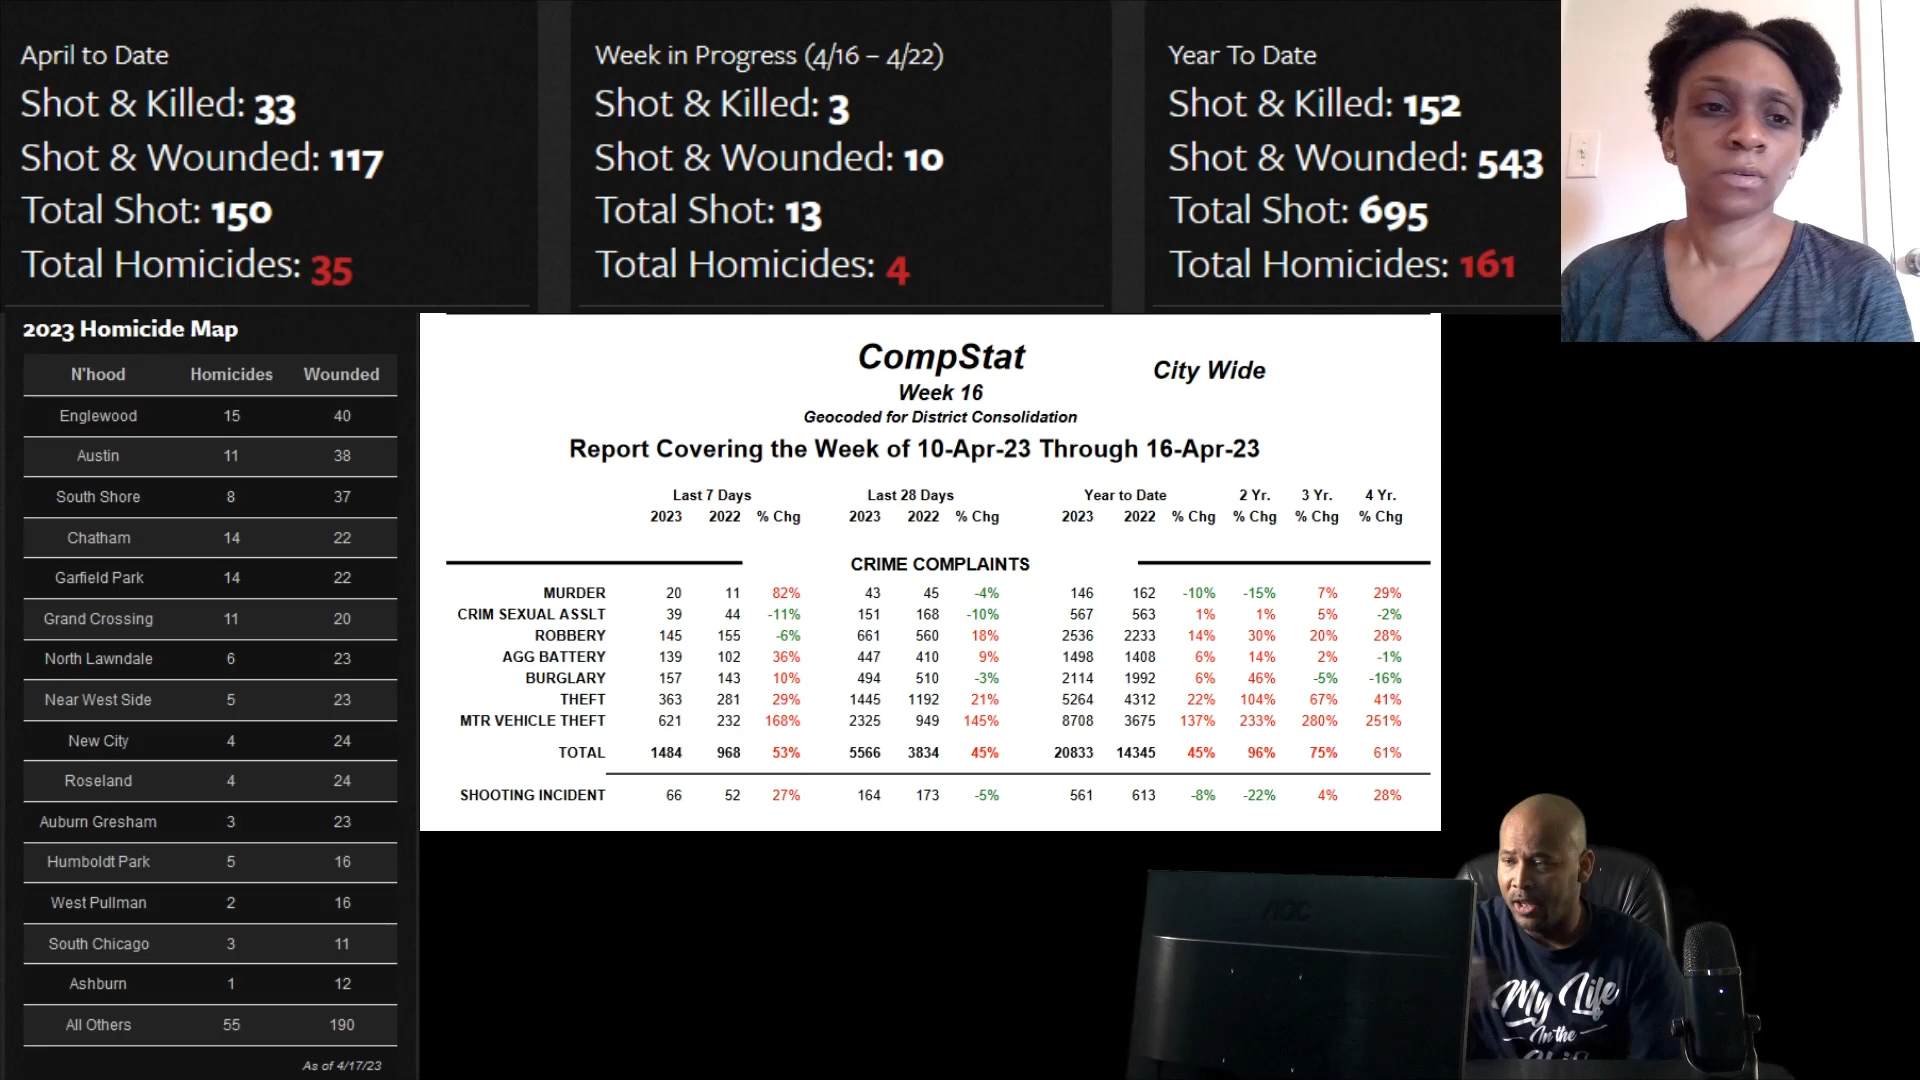 April to Date
Shot & Killed: 33
Shot & Wounded: 117
Total Shot: 150
Total Homicides: 35
Week in Progress (4/16 – 4/22)
Shot & Killed: 3
Shot & Wounded: 10
Total Shot: 13
Total Homicides: 4
Year To Date
Shot & Killed: 152
Shot & Wounded: 543
Total Shot: 695
Total Homicides: 161
2023 Homicide Map
N'hood Homicides Wounded
Englewood 15 40
Austin 11 38
South Shore 8 37
Chatham 14 22
Garfield Park 14 22
Grand Crossing 11 20
North Lawndale 6 23
Near West Side 5 23
New City 4 24
Roseland 4 24
Auburn Gresham 3 23
Humboldt Park 5 16
West Pullman 2 16
South Chicago 3 11
Ashburn 1 12
All Others 55 190
As of 4/17/23
CompStat
City Wide
Week 16
Geocoded for District Consolidation
Report Covering the Week of 10-Apr-23 Through 16-Apr-23
Last 7 Days Last 28 Days Year to Date 2 Yr. 3 Yr. 4 Yr.
2023 2022 % Chg 2023 2022 % Chg 2023 2022 % Chg % Chg % Chg % Chg
CRIME COMPLAINTS
MURDER 20 11 82% 43 45 -4% 146 162 -10% -15% 7% 29%
CRIM SEXUAL ASSLT 39 44 -11% 151 168 -10% 567 563 1% 1% 5% -2%
ROBBERY 145 155 -6% 661 560 18% 2536 2233 14% 30% 20% 28%
AGG BATTERY 139 102 36% 447 410 9% 1498 1408 6% 14% 2% -1%
BURGLARY 157 143 10% 494 510 -3% 2114 1992 6% 46% -5% -16%
THEFT 363 281 29% 1445 1192 21% 5264 4312 22% 104% 67% 41%
MTR VEHICLE THEFT 621 232 168% 2325 949 145% 8708 3675 137% 233% 280% 251%
TOTAL 1484 968 53% 5566 3834 45% 20833 14345 45% 96% 75% 61%
SHOOTING INCIDENT 66 52 27% 164 173 -5% 561 613 -8% -22% 4% 28%
AOC
My Life
In the